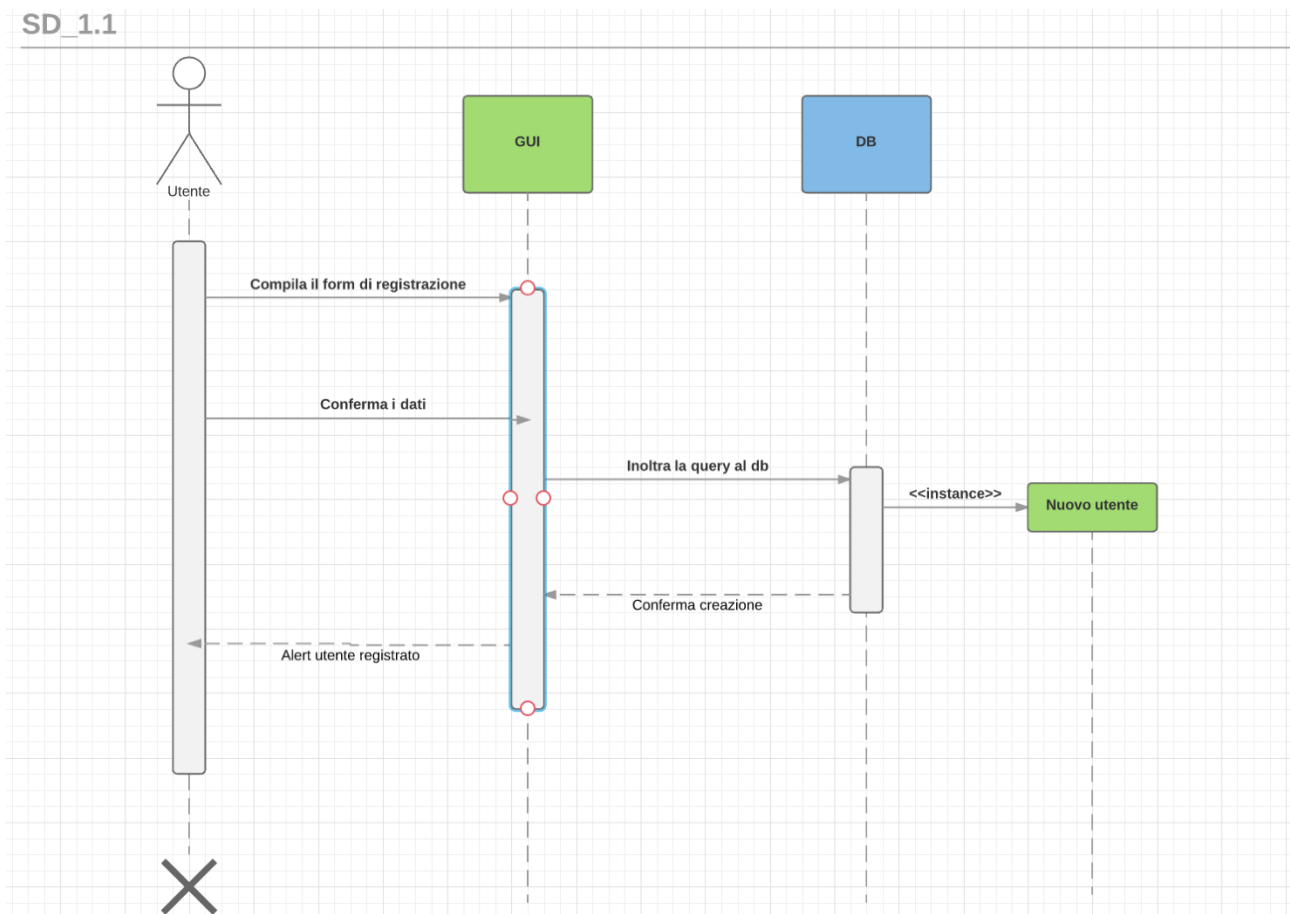 SD_1.1
GUI
DB
Utente
Compila il form di registrazione
Conferma i dati
Inoltra la query al db
<<instance>>
Nuovo utente
Conferma creazione
Alert utente registrato